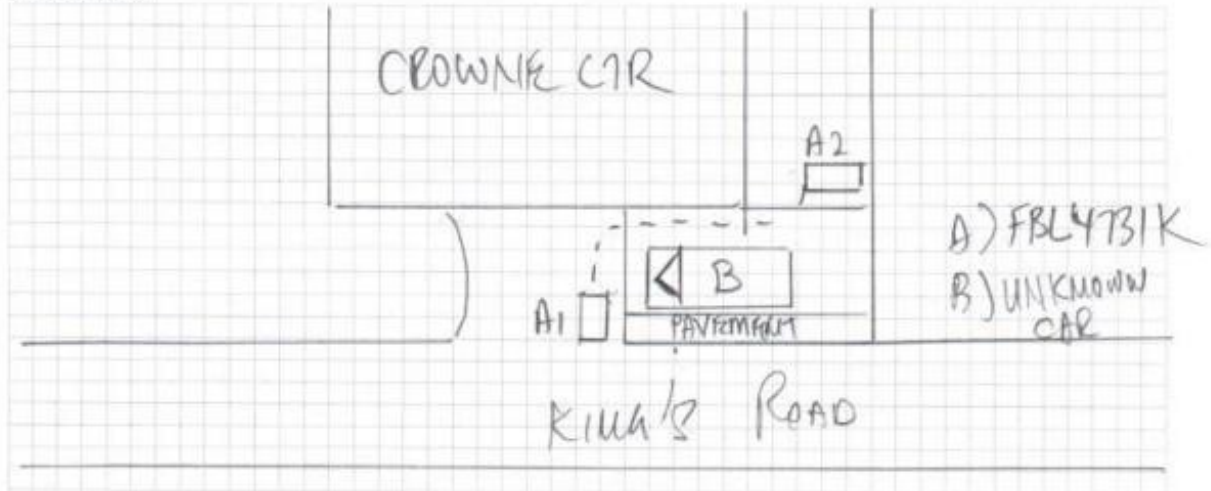 CROWNE CTR
A2
A) FBL4731K
B) UNKNOWN
CAR
B
A1
PAVEMENT
KING'S ROAD